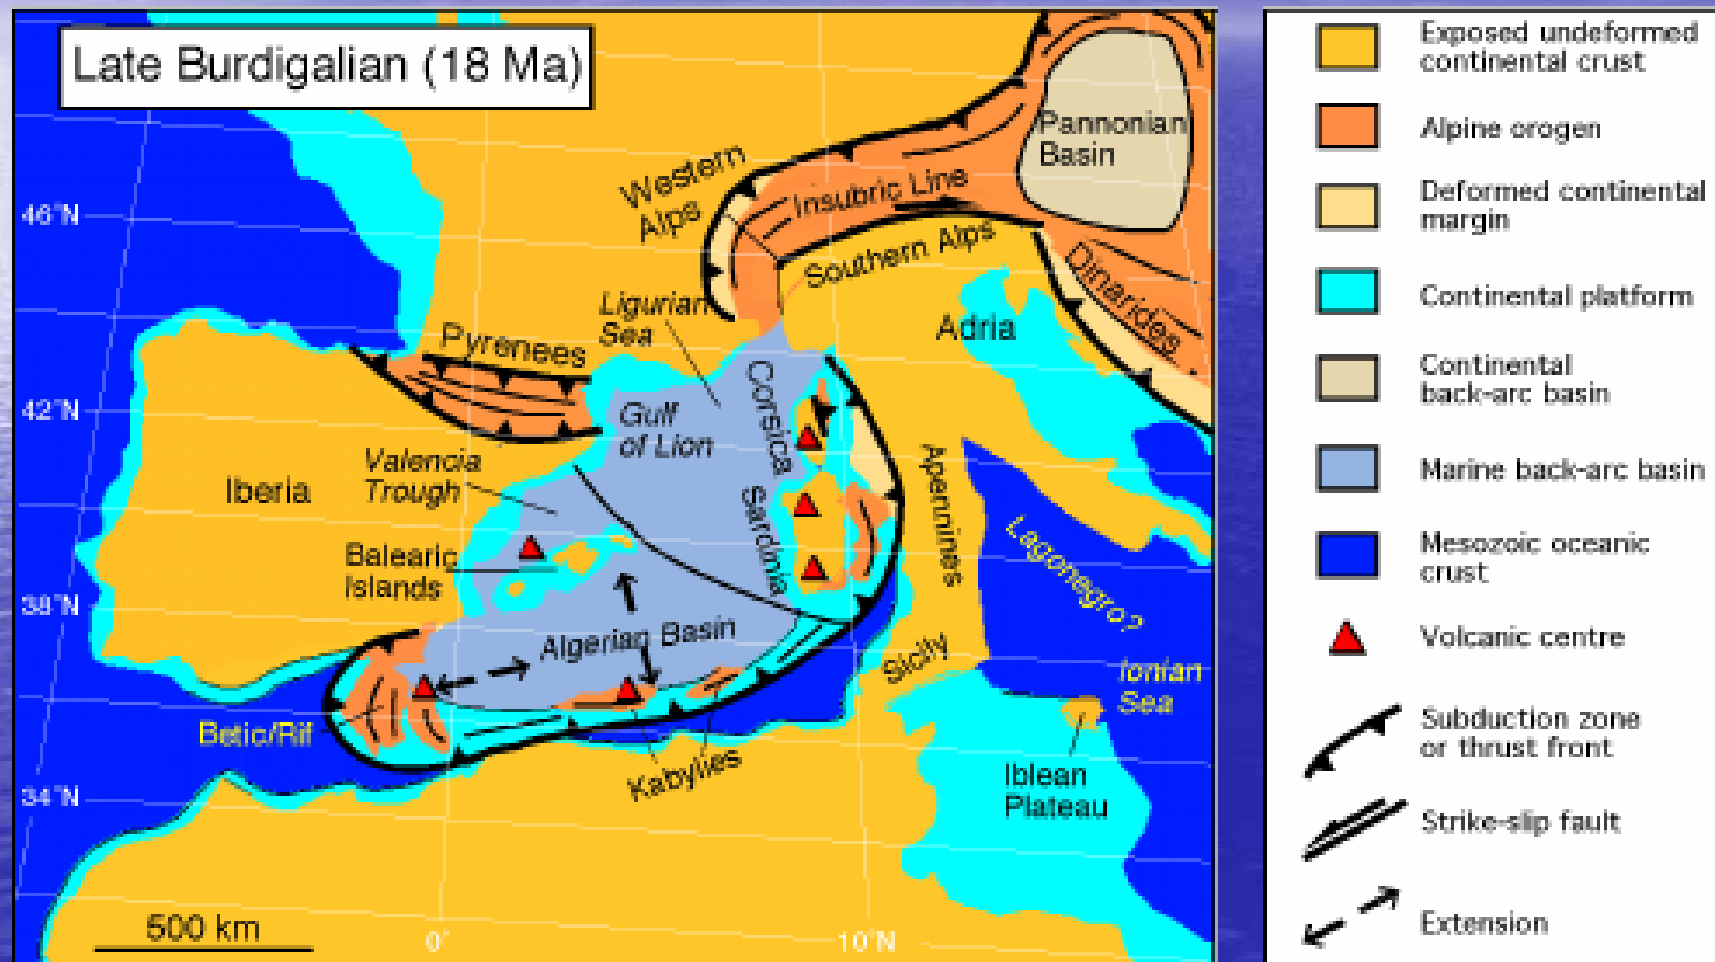 Late Burdigalian (18 Ma)
Pannonian
Basin
Western
Alps
Insubric Line
46°N
Southern Alps
Dinarides
Ligurian
Sea
Adria
Pyrenees
Corsica
42°N
Gulf
of Lion
Valencia
Trough
Iberia
Apennines
Sardinia
Lagonegro?
Balearic
Islands
38°N
Algerian Basin
Sicily
Ionian
Sea
Betic/Rif
Kabylies
Iblean
Plateau
34°N
500 km
0°
10°N
Exposed undeformed
continental crust
Alpine orogen
Deformed continental
margin
Continental platform
Continental
back-arc basin
Marine back-arc basin
Mesozoic oceanic
crust
Volcanic centre
Subduction zone
or thrust front
Strike-slip fault
Extension